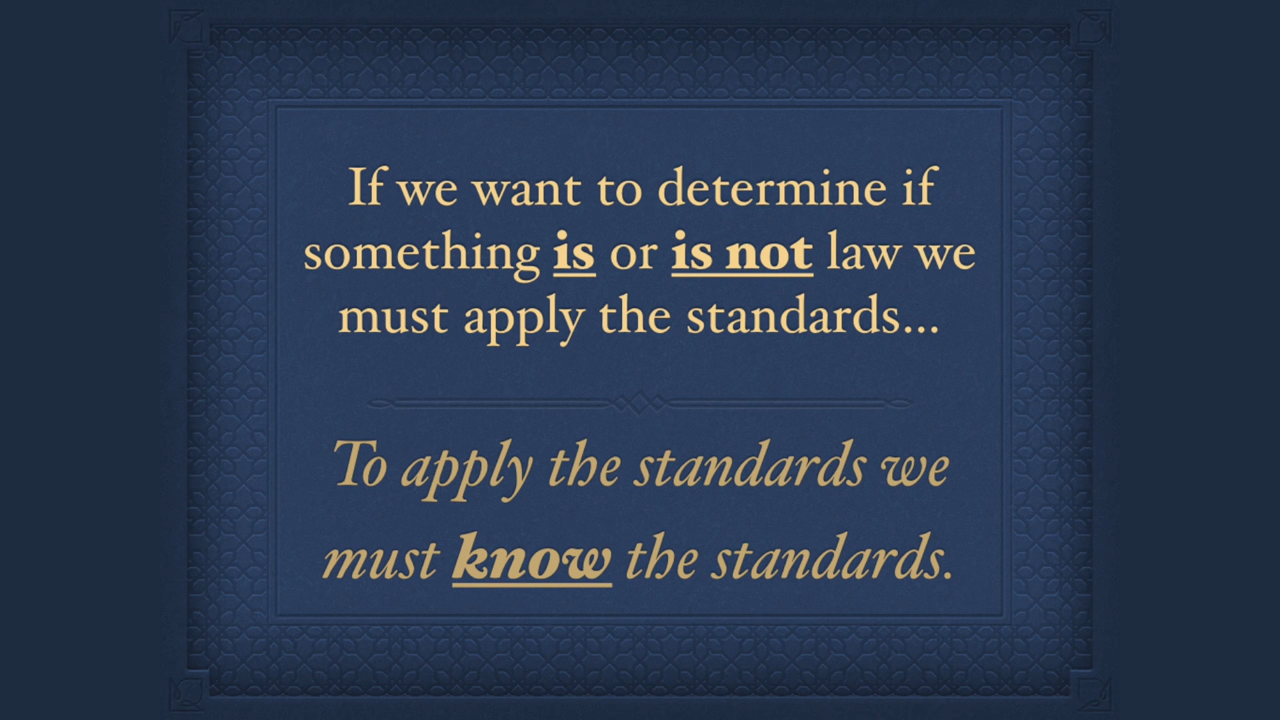 If we want to determine if
something is or is not law we
must apply the standards...
To apply the standards we
must know the standards.